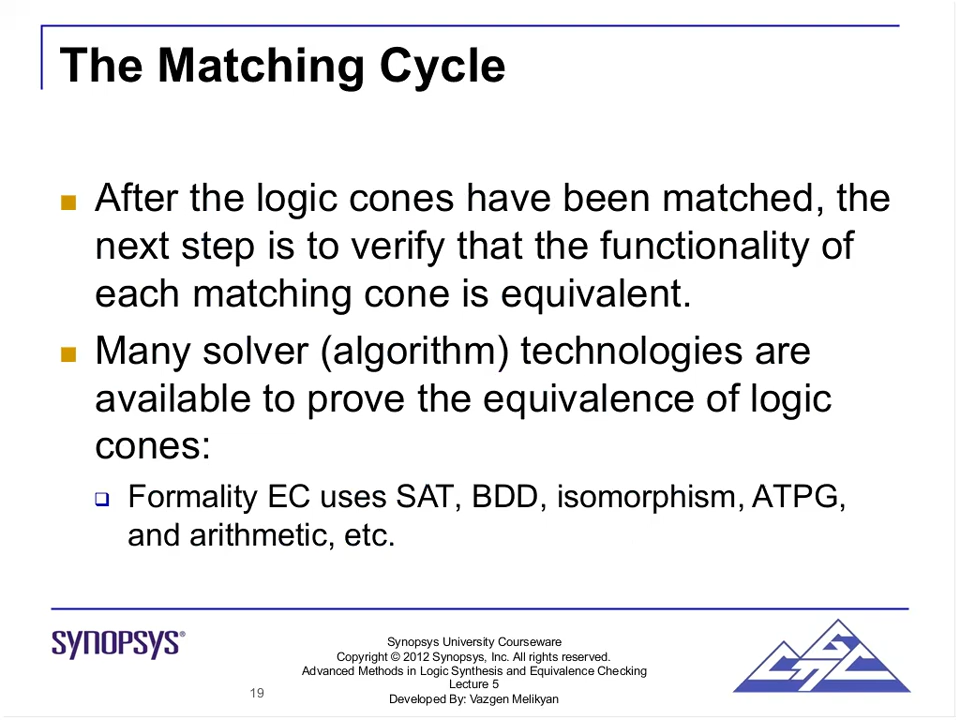 The Matching Cycle
After the logic cones have been matched, the
next step is to verify that the functionality of
each matching cone is equivalent.
Many solver (algorithm) technologies are
available to prove the equivalence of logic
cones:
Formality EC uses SAT, BDD, isomorphism, ATPG,
and arithmetic, etc.
SYNOPSYS®
Synopsys University Courseware
Copyright © 2012 Synopsys, Inc. All rights reserved.
Advanced Methods in Logic Synthesis and Equivalence Checking
Lecture 5
Developed By: Vazgen Melikyan
19